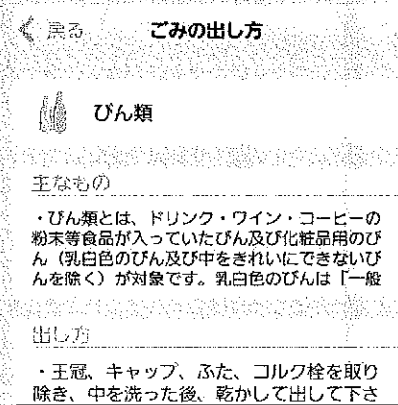 戻る
ごみの出し方
びん類
主なもの
・びん類とは、ドリンク・ワイン・コーヒーの
粉末等食品が入っていたびん及び化粧品用のび
ん（乳白色のびん及び中をきれいにできないび
んを除く）が対象です。乳白色のびんは「一般
出し方
・王冠、キャップ、ふた、コルク栓を取り
除き、中を洗った後、乾かして出して下さ